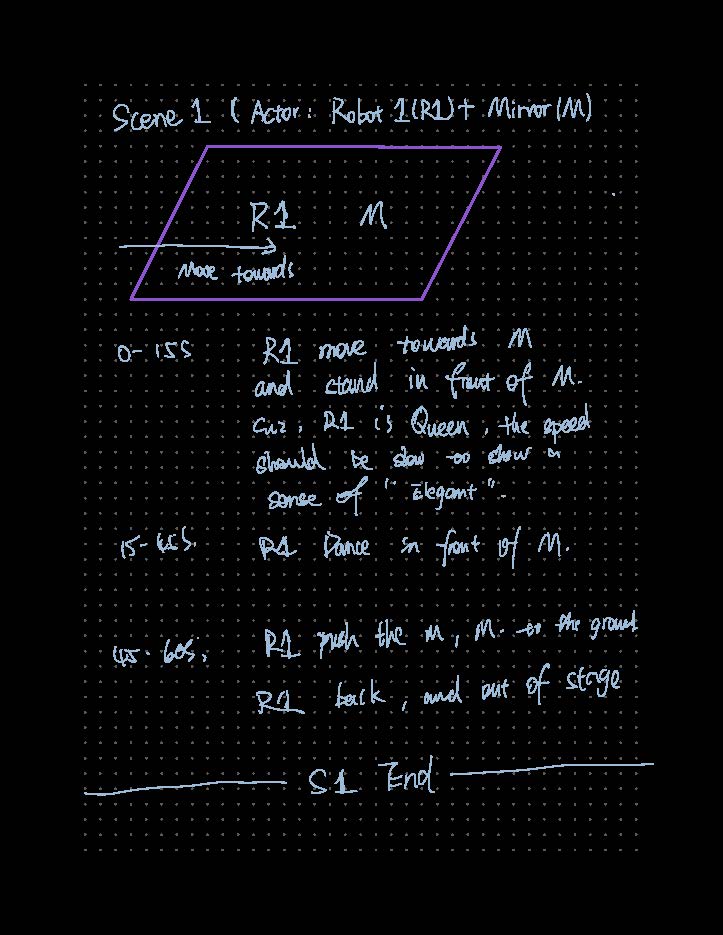 Scene 1 ( Actor: Robot 1(R1) + Mirror(M)
R1 M
Move towards
0-15S R1 move towards M
and stand in front of M.
Cuz, R1 is Queen, the speed
should be slow to show a
sense of "Elegant".
15-45S. R1 Dance in front of M.
45-60S, R1 push the M, M. to the ground
R1 back, and out of stage
S1 End